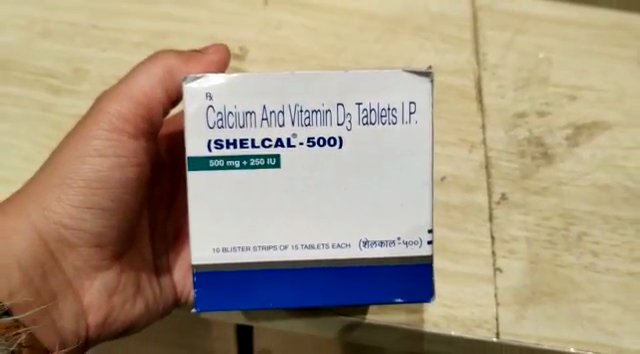 Rx
Calcium And Vitamin D3 Tablets I.P.
(SHELCAL®-500)
500 mg + 250 IU
10 BLISTER STRIPS OF 15 TABLETS EACH (शेलकाल®-५००)